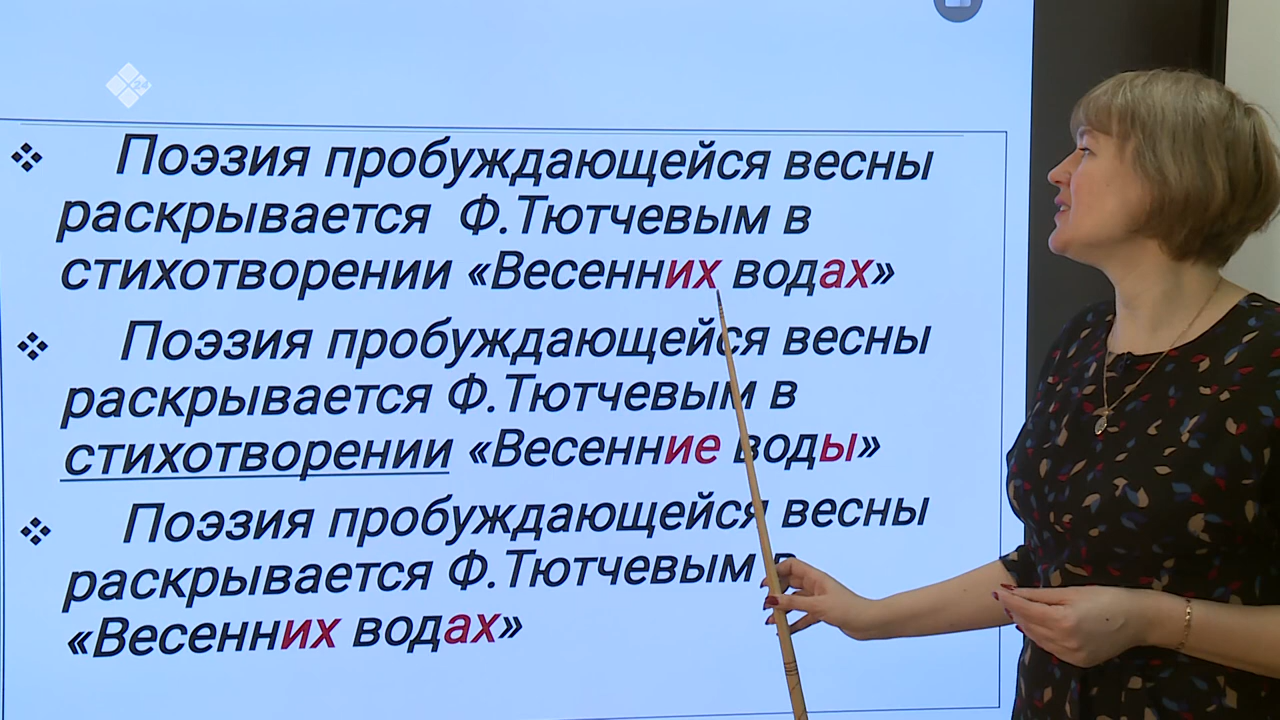 24
Поэзия пробуждающейся весны
раскрывается Ф.Тютчевым в
стихотворении «Весенних водах»
Поэзия пробуждающейся весны
раскрывается Ф.Тютчевым в
стихотворении «Весенние воды»
Поэзия пробуждающейся весны
раскрывается Ф.Тютчевым в
«Весенних водах»